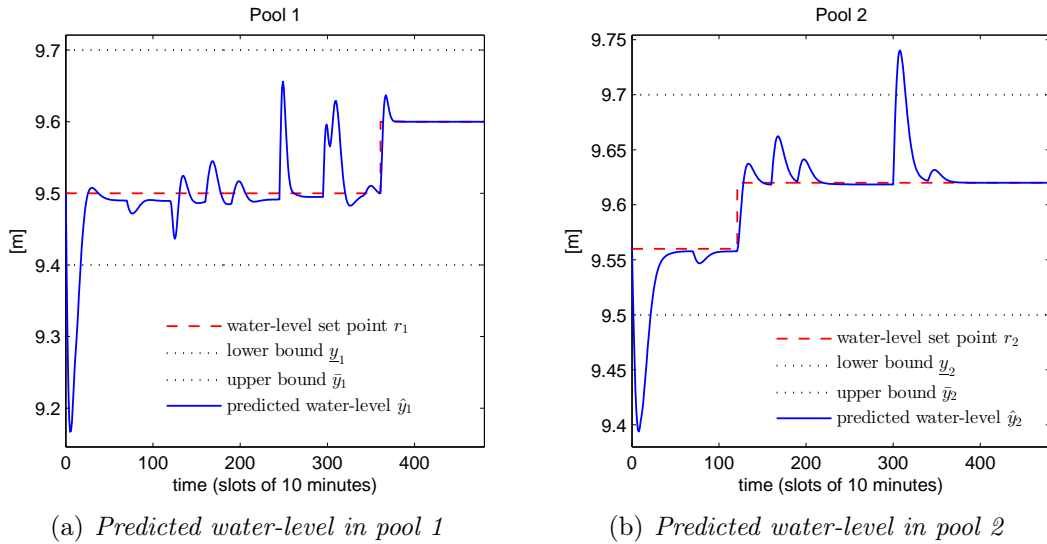 Pool 1
9.7
9.6
9.5
9.4
9.3
9.2
[m]
water-level set point r₁
lower bound y̲₁
upper bound ȳ₁
predicted water-level ŷ₁
0 100 200 300 400
time (slots of 10 minutes)
(a) Predicted water-level in pool 1
Pool 2
9.75
9.7
9.65
9.6
9.55
9.5
9.45
9.4
[m]
water-level set point r₂
lower bound y̲₂
upper bound ȳ₂
predicted water-level ŷ₂
0 100 200 300 400
time (slots of 10 minutes)
(b) Predicted water-level in pool 2